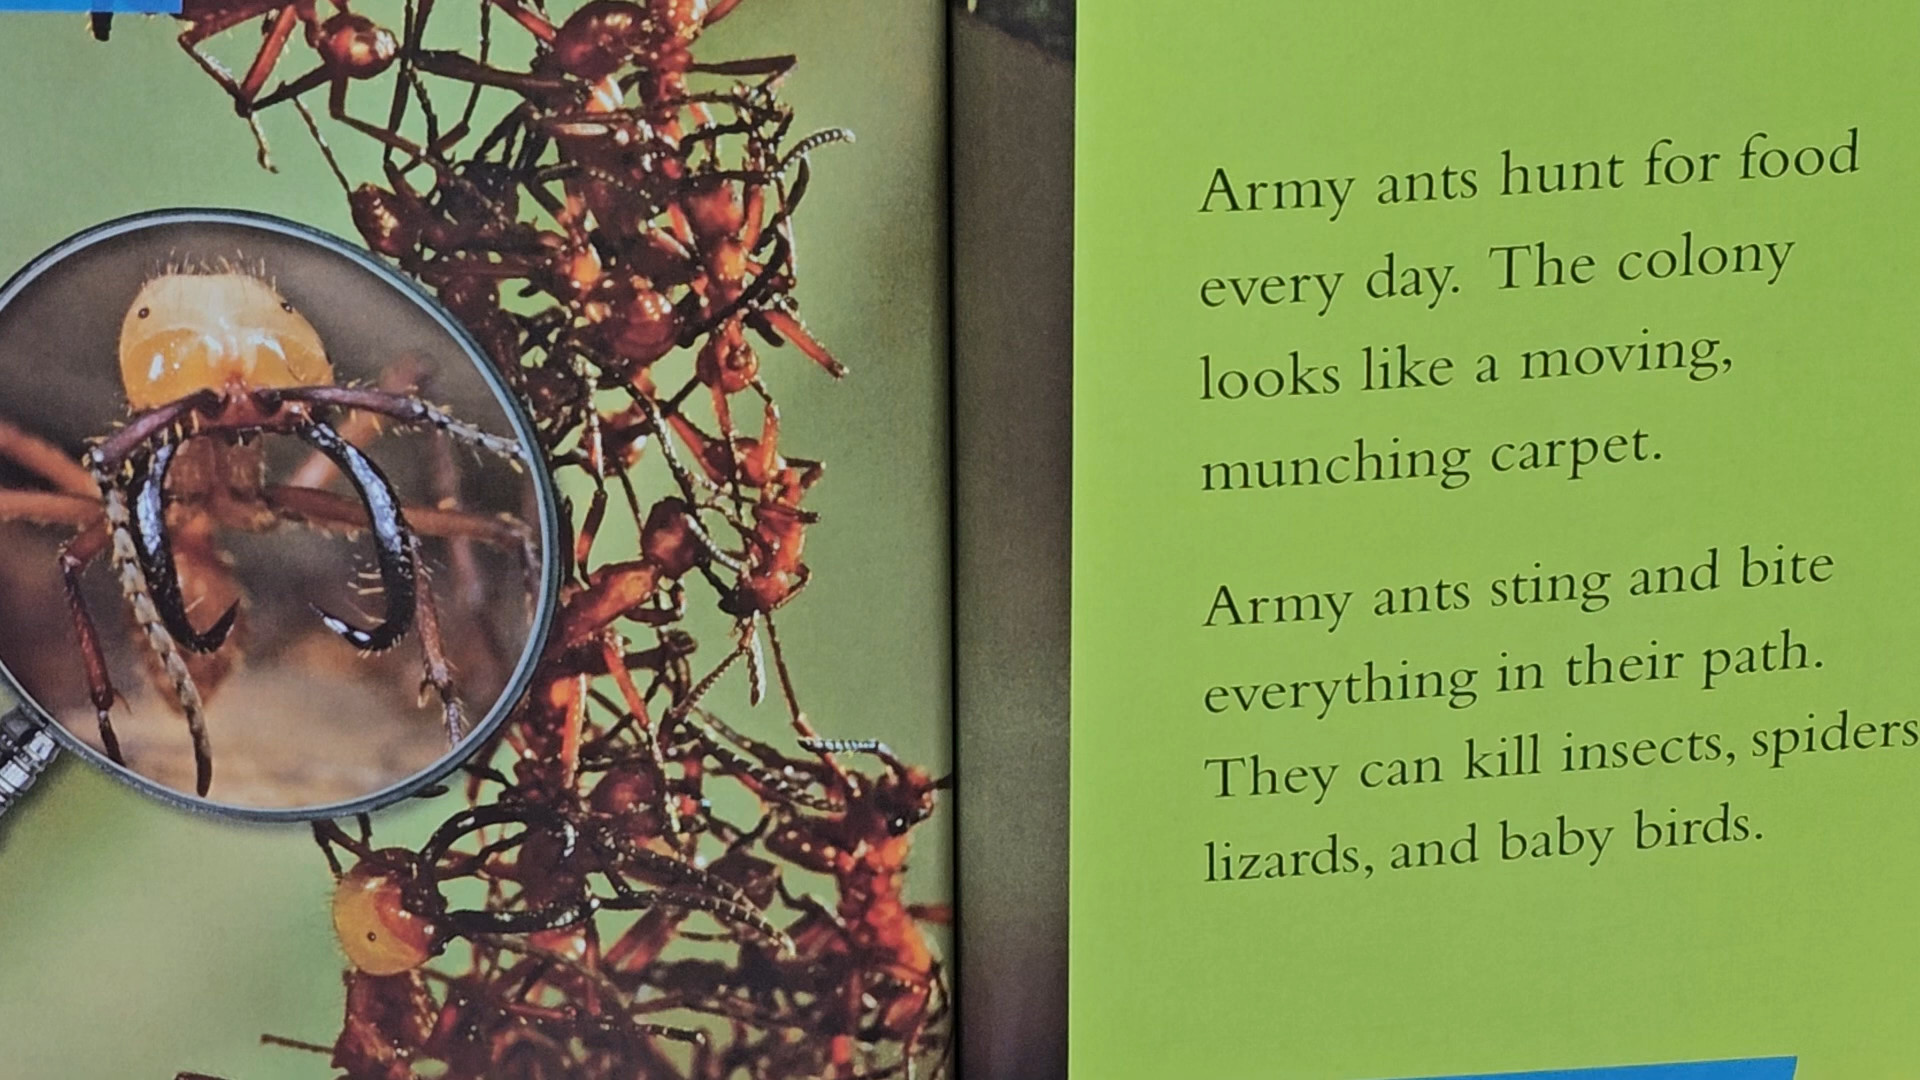 Army ants hunt for food
every day. The colony
looks like a moving,
munching carpet.
Army ants sting and bite
everything in their path.
They can kill insects, spiders
lizards, and baby birds.